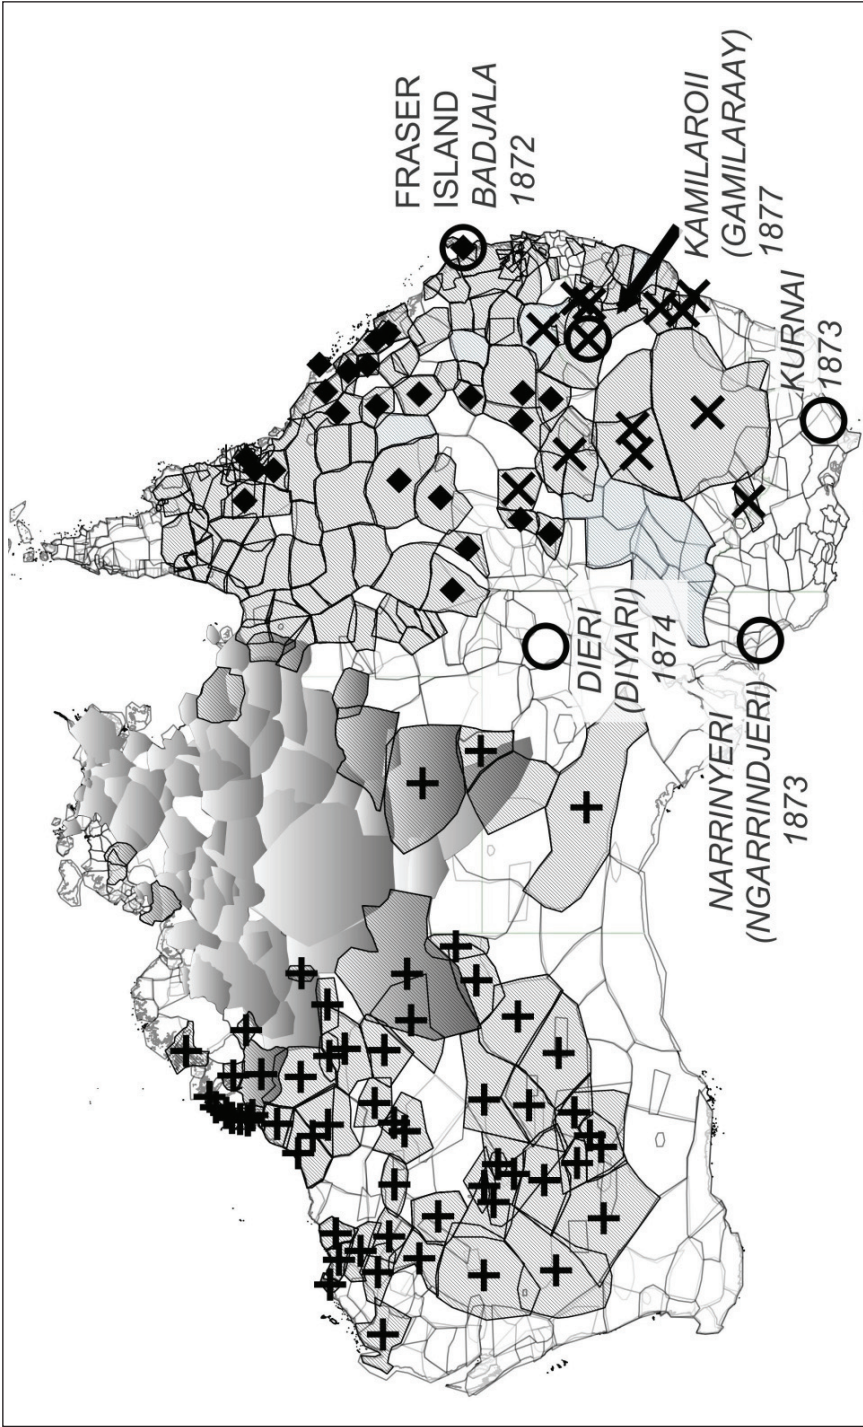 FRASER
ISLAND
BADJALA
1872
KAMILAROII
(GAMILARAAY)
1877
KURNAI
1873
DIERI
(DIYARI)
1874
NARRINYERI
(NGARRINDJERI)
1873